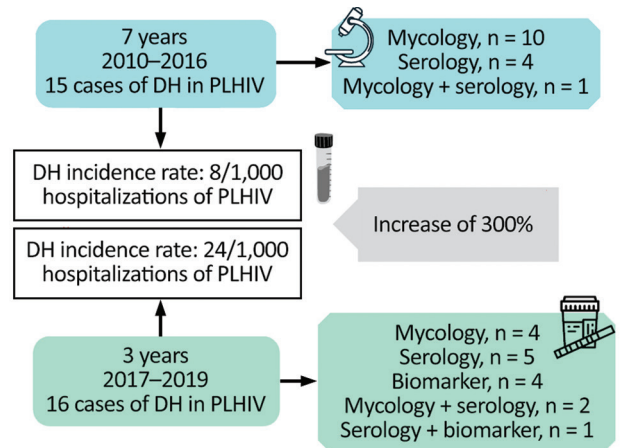 7 years
2010–2016
15 cases of DH in PLHIV
Mycology, n = 10
Serology, n = 4
Mycology + serology, n = 1
DH incidence rate: 8/1,000
hospitalizations of PLHIV
Increase of 300%
DH incidence rate: 24/1,000
hospitalizations of PLHIV
3 years
2017–2019
16 cases of DH in PLHIV
Mycology, n = 4
Serology, n = 5
Biomarker, n = 4
Mycology + serology, n = 2
Serology + biomarker, n = 1